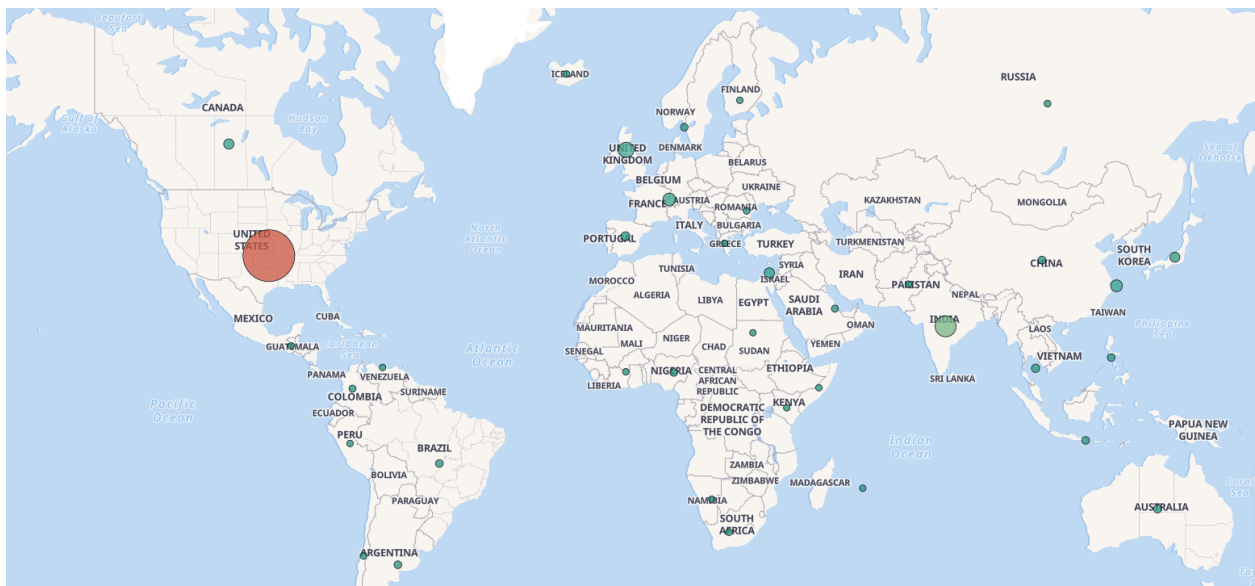 Beaufort
Sea
ICELAND
RUSSIA
FINLAND
CANADA
NORWAY
Gulf of
Alaska
Hudson
Bay
UNITED
KINGDOM
DENMARK
Sea of
Okhotsk
BELARUS
BELGIUM
UKRAINE
FRANCE
AUSTRIA
KAZAKHSTAN
MONGOLIA
ROMANIA
ITALY
BULGARIA
North
Atlantic
Ocean
UNITED
STATES
PORTUGAL
GREECE
TURKEY
TURKMENISTAN
SOUTH
KOREA
CHINA
TUNISIA
SYRIA
IRAN
MOROCCO
ISRAEL
PAKISTAN
ALGERIA
LIBYA
EGYPT
SAUDI
ARABIA
NEPAL
MEXICO
CUBA
TAIWAN
INDIA
OMAN
Philippine
Sea
MAURITANIA
LAOS
GUATEMALA
Caribbean
Sea
Atlantic
Ocean
MALI
NIGER
CHAD
SUDAN
YEMEN
SENEGAL
VIETNAM
PANAMA
VENEZUELA
NIGERIA
ETHIOPIA
CENTRAL
AFRICAN
REPUBLIC
SRI LANKA
LIBERIA
COLOMBIA
SURINAME
Pacific
Ocean
ECUADOR
KENYA
DEMOCRATIC
REPUBLIC OF
THE CONGO
PAPUA NEW
GUINEA
PERU
BRAZIL
Indian
Ocean
BOLIVIA
ZAMBIA
ZIMBABWE
MADAGASCAR
Coral
Sea
PARAGUAY
NAMIBIA
AUSTRALIA
SOUTH
AFRICA
ARGENTINA